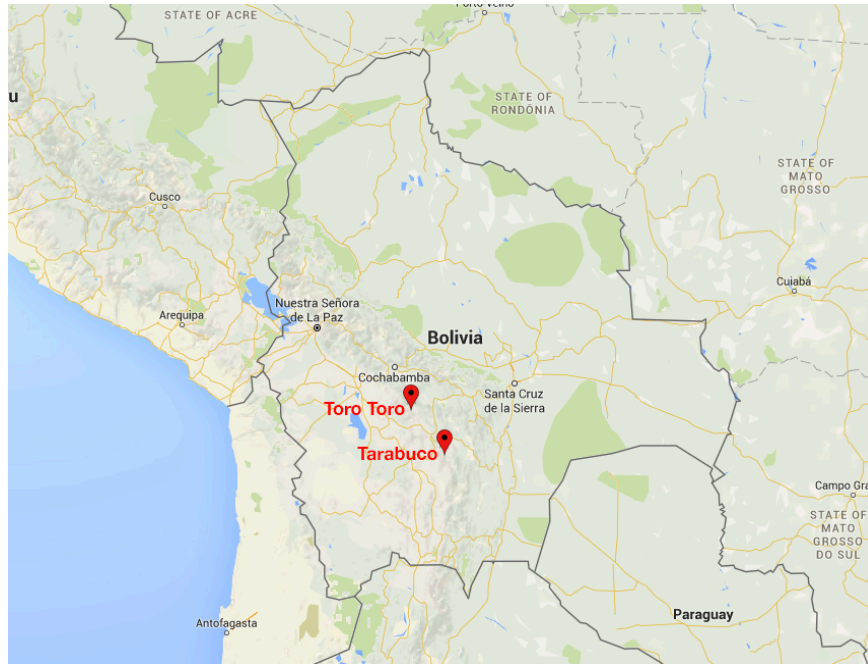 STATE OF ACRE
Porto Velho
u
STATE OF
RONDÔNIA
STATE OF
MATO
GROSSO
Cusco
Cuiabá
Nuestra Señora
de La Paz
Arequipa
Bolivia
Cochabamba
Santa Cruz
de la Sierra
Toro Toro
Tarabuco
Campo Gra
STATE OF
MATO
GROSSO
DO SUL
Paraguay
Antofagasta